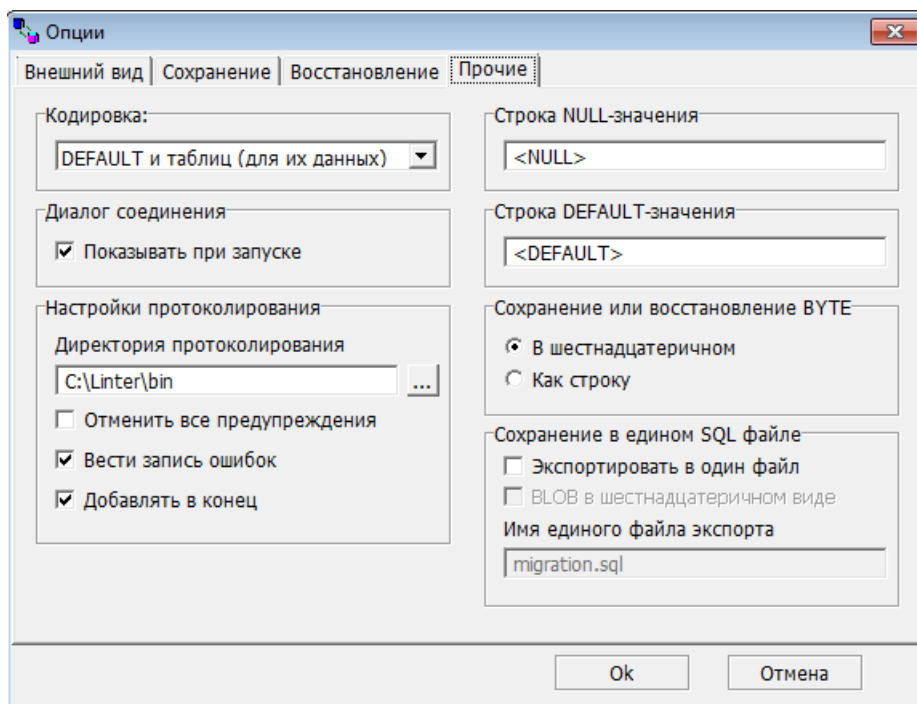 Опции
Внешний вид
Сохранение
Восстановление
Прочие
Кодировка:
DEFAULT и таблиц (для их данных)
Диалог соединения
Показывать при запуске
Настройки протоколирования
Директория протоколирования
C:\Linter\bin
...
Отменить все предупреждения
Вести запись ошибок
Добавлять в конец
Строка NULL-значения
<NULL>
Строка DEFAULT-значения
<DEFAULT>
Сохранение или восстановление BYTE
В шестнадцатеричном
Как строку
Сохранение в едином SQL файле
Экспортировать в один файл
BLOB в шестнадцатеричном виде
Имя единого файла экспорта
migration.sql
Ok
Отмена